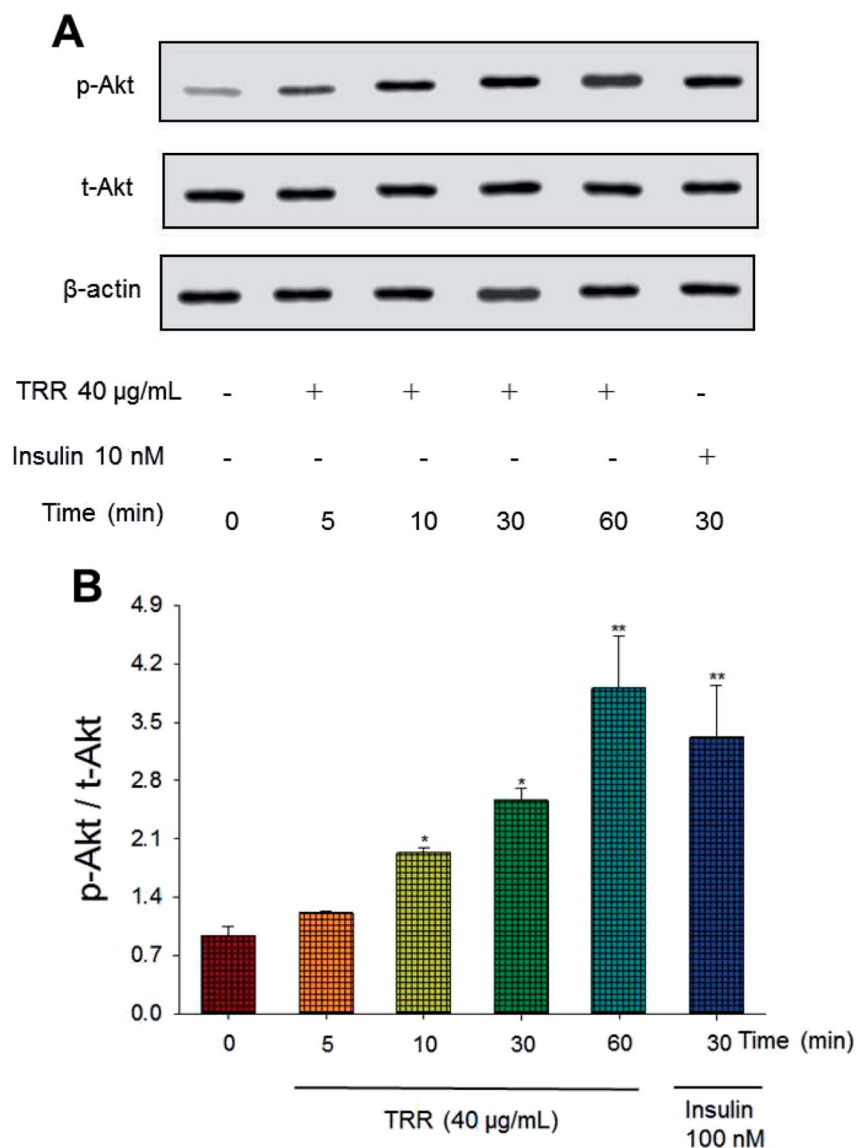 A
p-Akt
t-Akt
β-actin
TRR 40 µg/mL - + + + + -
Insulin 10 nM - - - - - +
Time (min) 0 5 10 30 60 30
B
p-Akt / t-Akt
4.9
4.2
3.5
2.8
2.1
1.4
0.7
0.0
* * ** **
0 5 10 30 60 30 Time (min)
TRR (40 µg/mL)
Insulin
100 nM